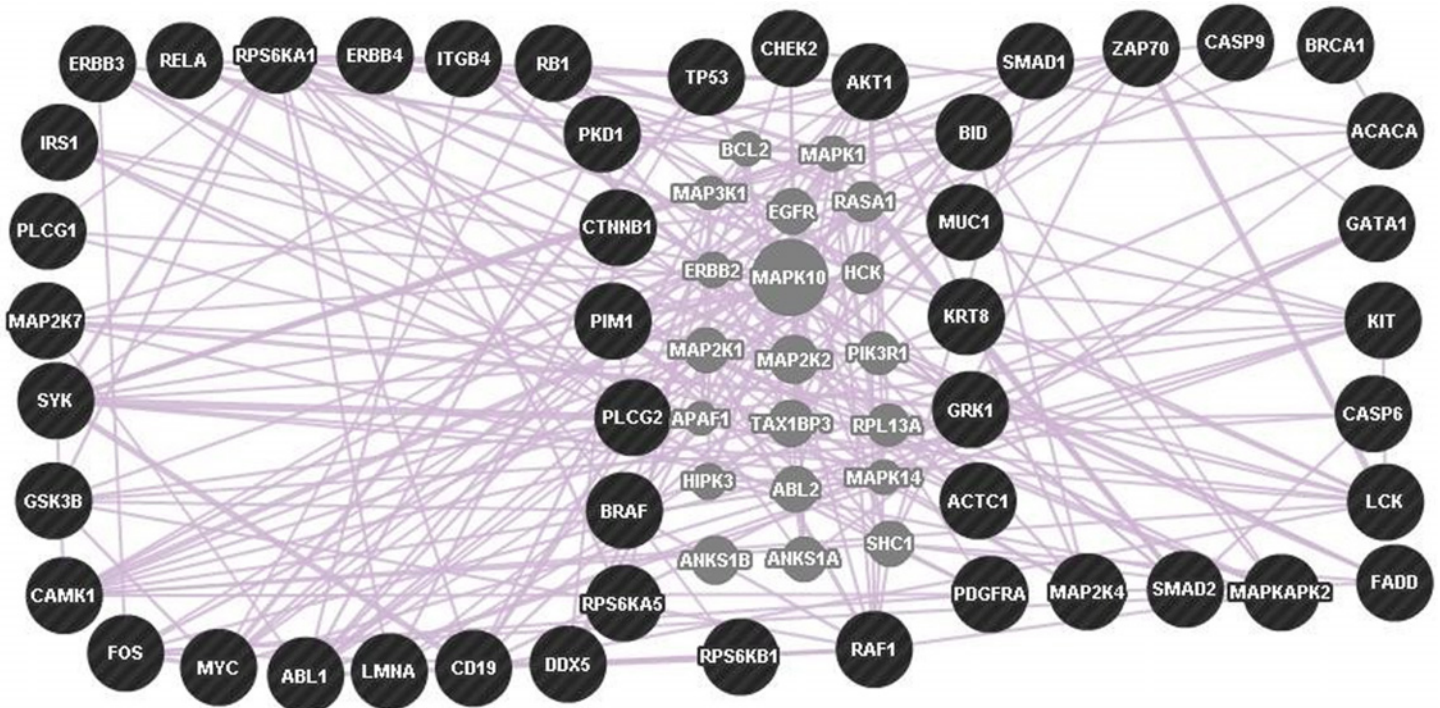 ERBB3
RELA
RPS6KA1
ERBB4
ITGB4
RB1
TP53
CHEK2
AKT1
SMAD1
ZAP70
CASP9
BRCA1
IRS1
PKD1
BCL2
MAPK1
BID
ACACA
PLCG1
CTNNB1
MAP3K1
EGFR
RASA1
MUC1
GATA1
MAP2K7
PIM1
ERBB2
MAPK10
HCK
KRT8
KIT
SYK
PLCG2
MAP2K1
MAP2K2
PIK3R1
GRK1
CASP6
APAF1
TAX1BP3
RPL13A
GSK3B
BRAF
HIPK3
ABL2
MAPK14
ACTC1
LCK
CAMK1
RPS6KA5
ANKS1B
ANKS1A
SHC1
PDGFRA
MAP2K4
SMAD2
MAPKAPK2
FADD
FOS
MYC
ABL1
LMNA
CD19
DDX5
RPS6KB1
RAF1